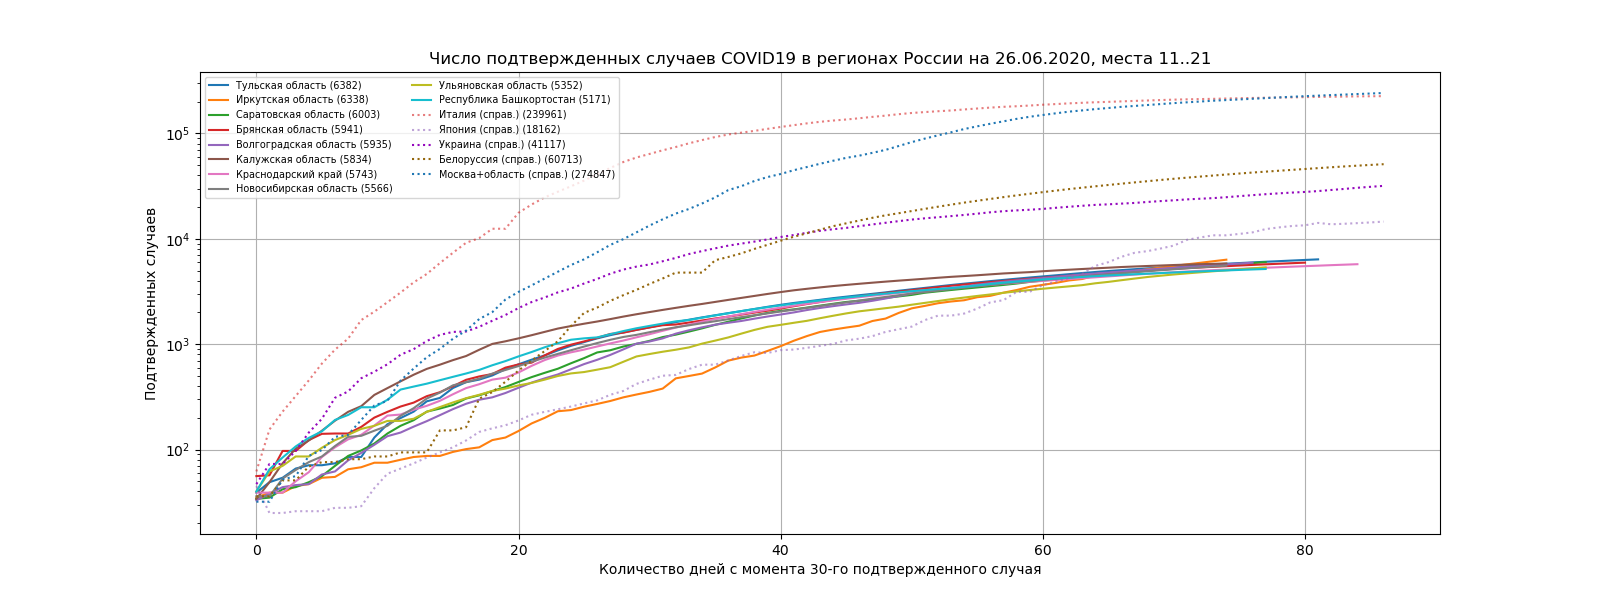 Число подтвержденных случаев COVID19 в регионах России на 26.06.2020, места 11..21
Тульская область (6382)
Иркутская область (6338)
Саратовская область (6003)
Брянская область (5941)
Волгоградская область (5935)
Калужская область (5834)
Краснодарский край (5743)
Новосибирская область (5566)
Ульяновская область (5352)
Республика Башкортостан (5171)
Италия (справ.) (239961)
Япония (справ.) (18162)
Украина (справ.) (41117)
Белоруссия (справ.) (60713)
Москва+область (справ.) (274847)
Подтвержденных случаев
10⁵
10⁴
10³
10²
0 20 40 60 80
Количество дней с момента 30-го подтвержденного случая